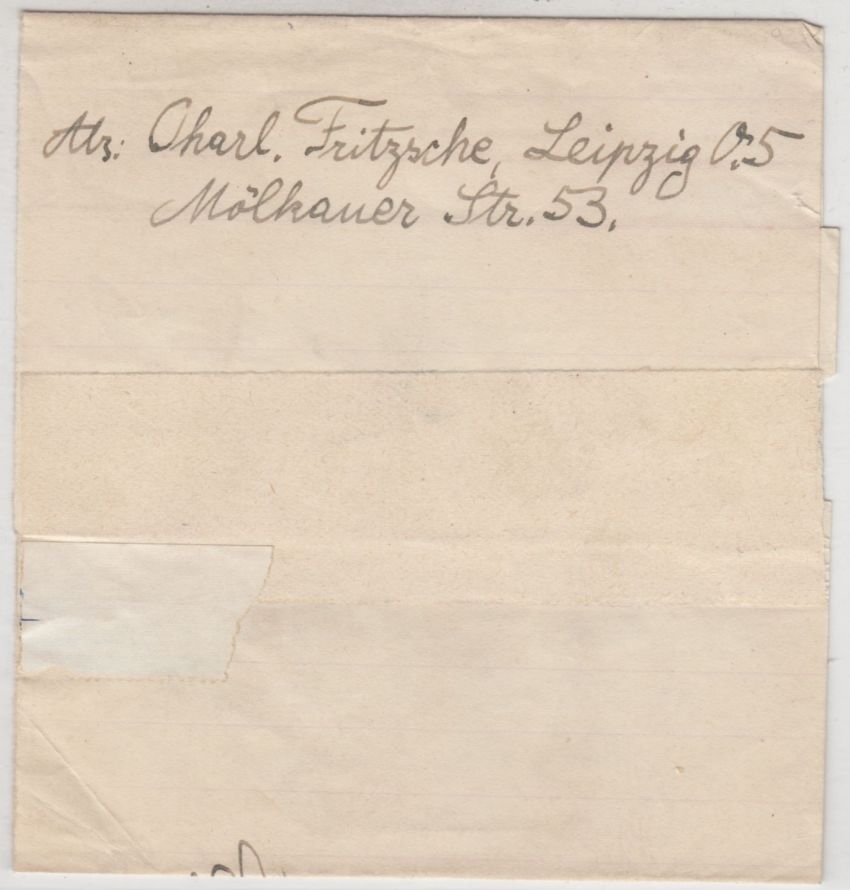 Abs: Charl. Fritzsche, Leipzig O. 5
Mölkauer Str. 53.